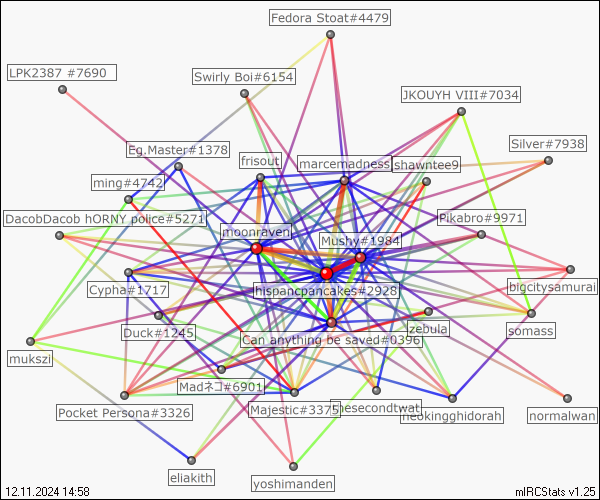 Fedora Stoat#4479
LPK2387 #7690
Swirly Boi#6154
JKOUYH VIII#7034
Silver#7938
Eg.Master#1378
frisout
marcemadness
shawntee9
ming#4742
DacobDacob hORNY police#5271
Pikabro#9971
moonraven
Mushy#1984
Cypha#1717
hispancpancakes#2928
bigcitysamurai
Duck#1245
Can anything be saved#0396
zebula
somass
mukszi
Madネコ#6901
Pocket Persona#3326
Majestic#3375
thesecondtwat
neokingghidorah
normalwan
eliakith
yoshimanden
12.11.2024 14:58
mIRCStats v1.25